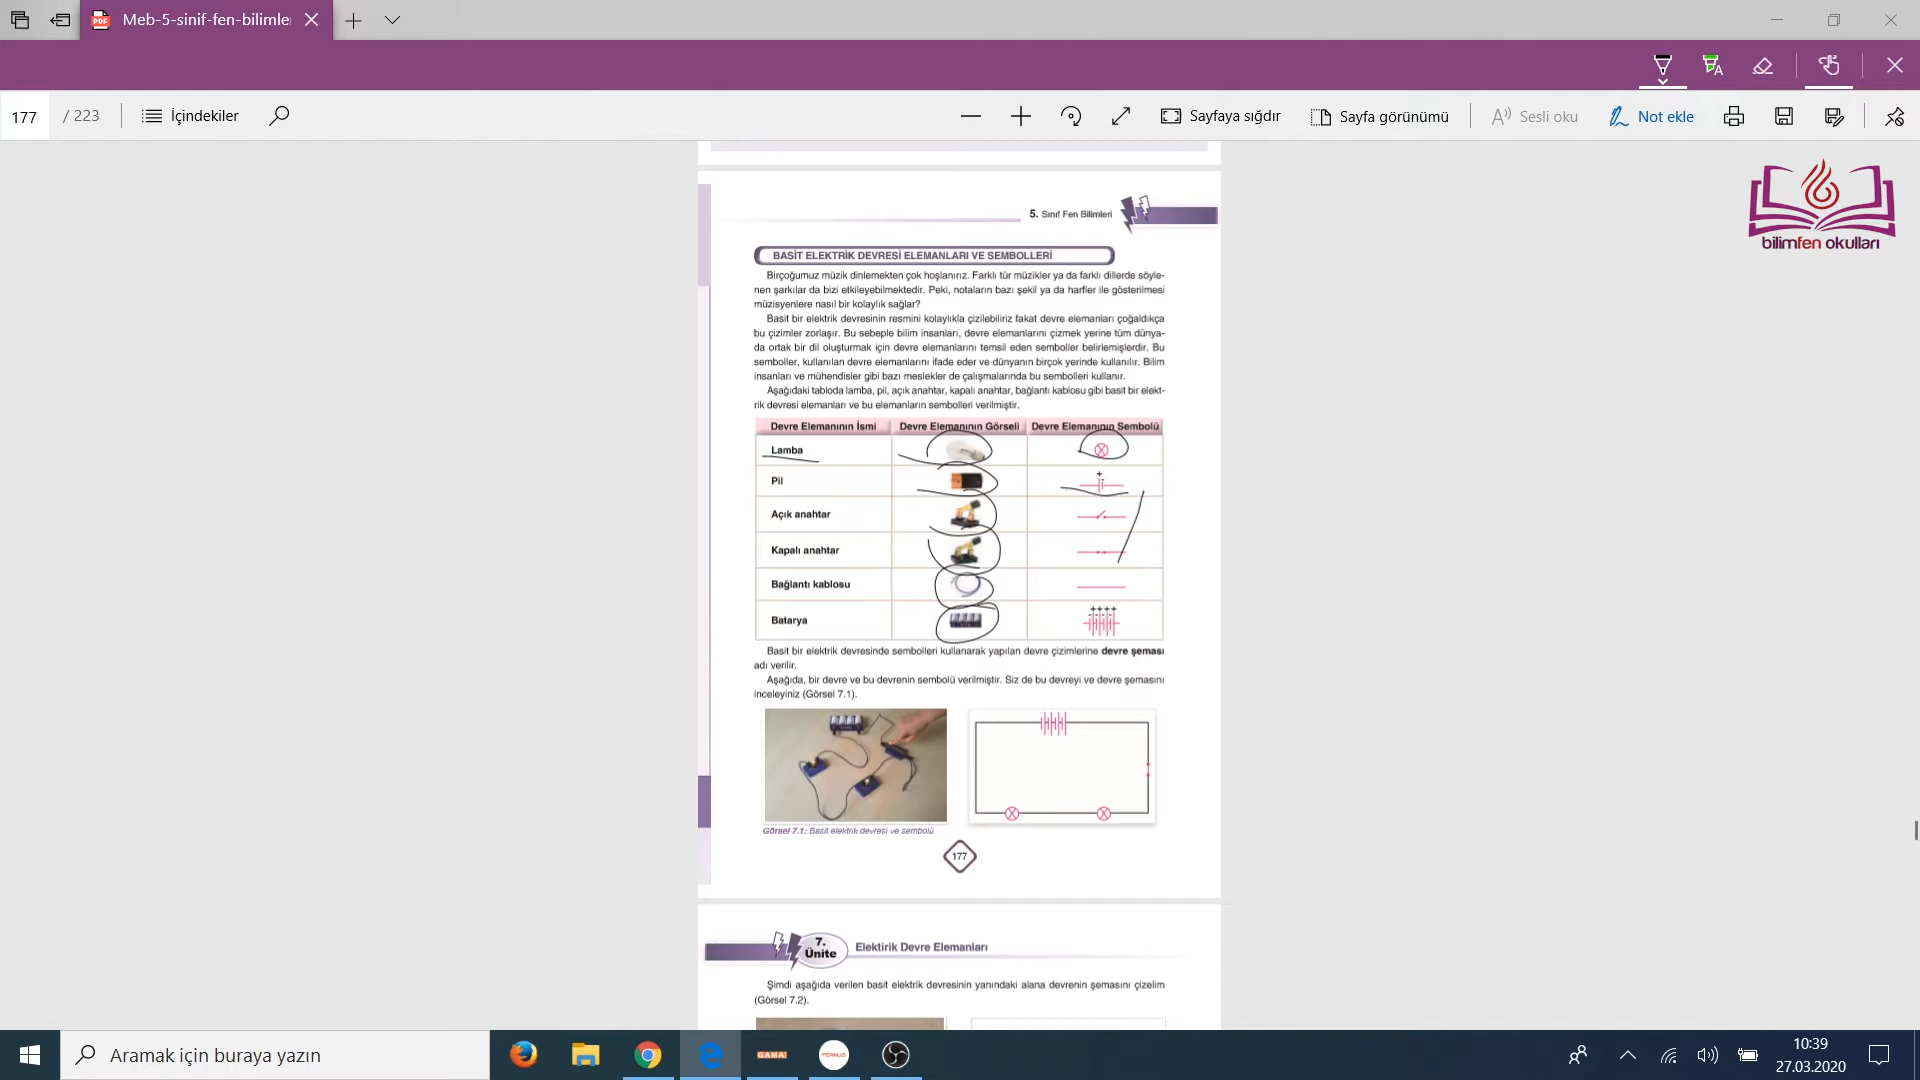 Meb-5-sinif-fen-bilimle
177
/ 223
İçindekiler
Sayfaya sığdır
Sayfa görünümü
Sesli oku
Not ekle
bilimfen okulları
5. Sınıf Fen Bilimleri
BASİT ELEKTRİK DEVRESİ ELEMANLARI VE SEMBOLLERİ
Birçoğumuz müzik dinlemekten çok hoşlanırız. Farklı tür müzikler ya da farklı dillerde söyle-
nen şarkılar da bizi etkileyebilmektedir. Peki, notaların bazı şekil ya da harfler ile gösterilmesi
müzisyenlere nasıl bir kolaylık sağlar?
Basit bir elektrik devresinin resmini kolaylıkla çizilebiliriz fakat devre elemanları çoğaldıkça
bu çizimler zorlaşır. Bu sebeple bilim insanları, devre elemanlarını çizmek yerine tüm dünya-
da ortak bir dil oluşturmak için devre elemanlarını temsil eden semboller belirlemişlerdir. Bu
semboller, kullanılan devre elemanlarını ifade eder ve dünyanın birçok yerinde kullanılır. Bilim
insanları ve mühendisler gibi bazı meslekler de çalışmalarında bu sembolleri kullanır.
Aşağıdaki tabloda lamba, pil, açık anahtar, kapalı anahtar, bağlantı kablosu gibi basit bir elekt-
rik devresi elemanları ve bu elemanların sembolleri verilmiştir.
Devre Elemanının İsmi Devre Elemanının Görseli Devre Elemanının Sembolü
Lamba
Pil
Açık anahtar
Kapalı anahtar
Bağlantı kablosu
Batarya
Basit bir elektrik devresinde sembolleri kullanarak yapılan devre çizimlerine devre şeması
adı verilir.
Aşağıda, bir devre ve bu devrenin sembolü verilmiştir. Siz de bu devreyi ve devre şemasını
inceleyiniz (Görsel 7.1).
Görsel 7.1: Basit elektrik devresi ve sembolü
177
7.
Ünite
Elektirik Devre Elemanları
Şimdi aşağıda verilen basit elektrik devresinin yanındaki alana devrenin şemasını çizelim
(Görsel 7.2).
Aramak için buraya yazın
GAMA
FERNUS
10:39
27.03.2020